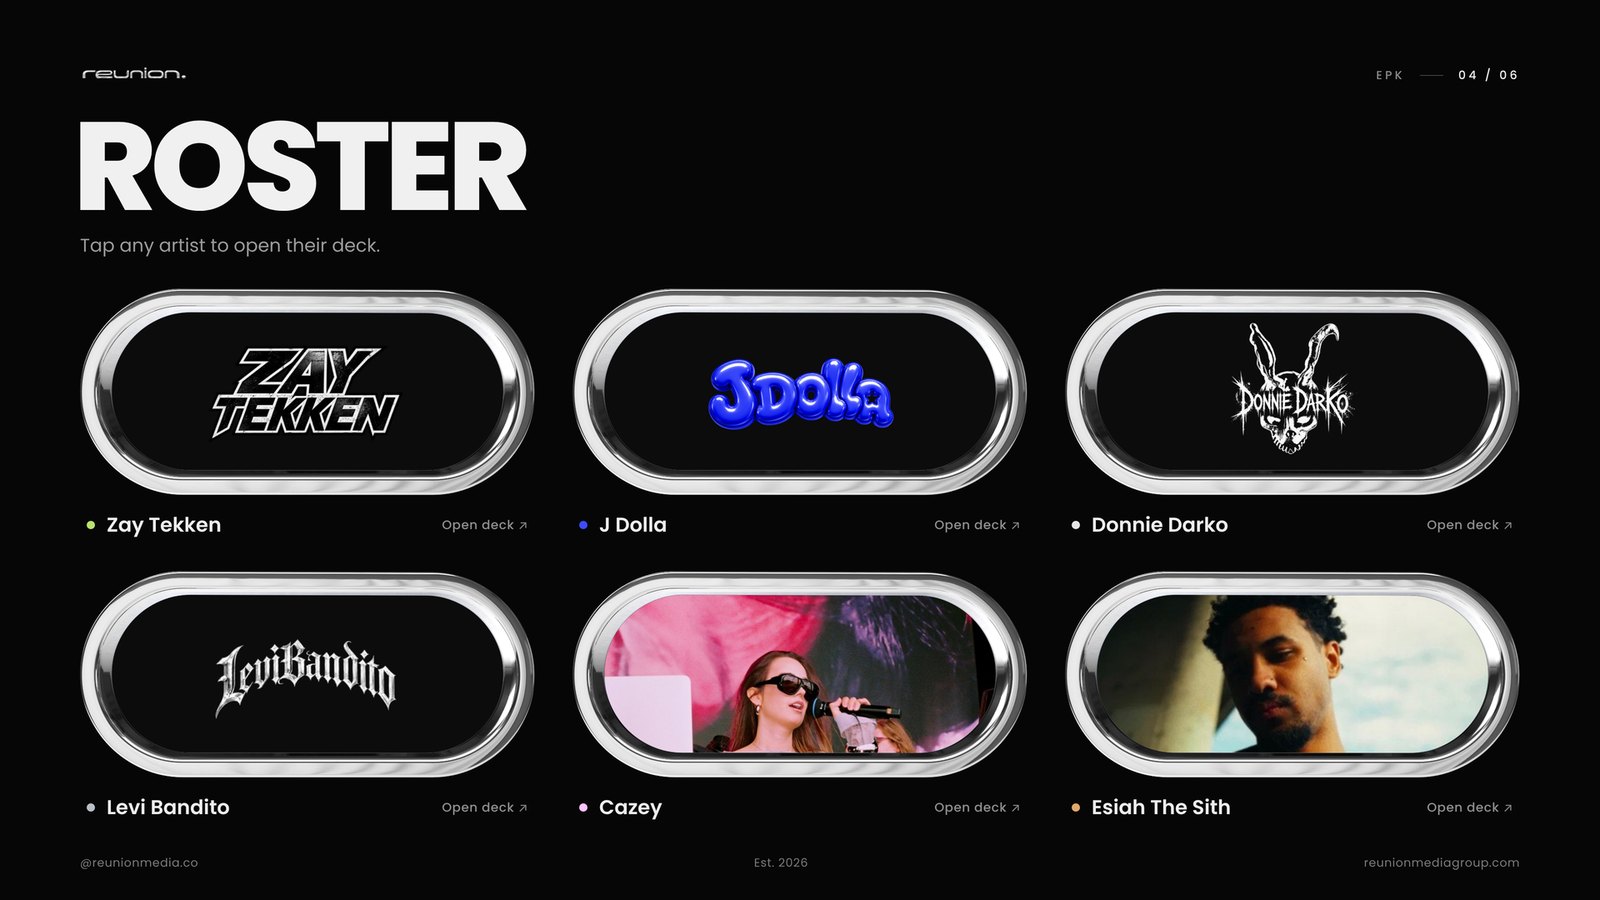 reunion.
EPK — 04 / 06
ROSTER
Tap any artist to open their deck.
ZAY
TEKKEN
JDolla
DONNIE DARKO
Zay Tekken
Open deck ↗
J Dolla
Open deck ↗
Donnie Darko
Open deck ↗
LeviBandito
Levi Bandito
Open deck ↗
Cazey
Open deck ↗
Esiah The Sith
Open deck ↗
@reunionmedia.co
Est. 2026
reunionmediagroup.com